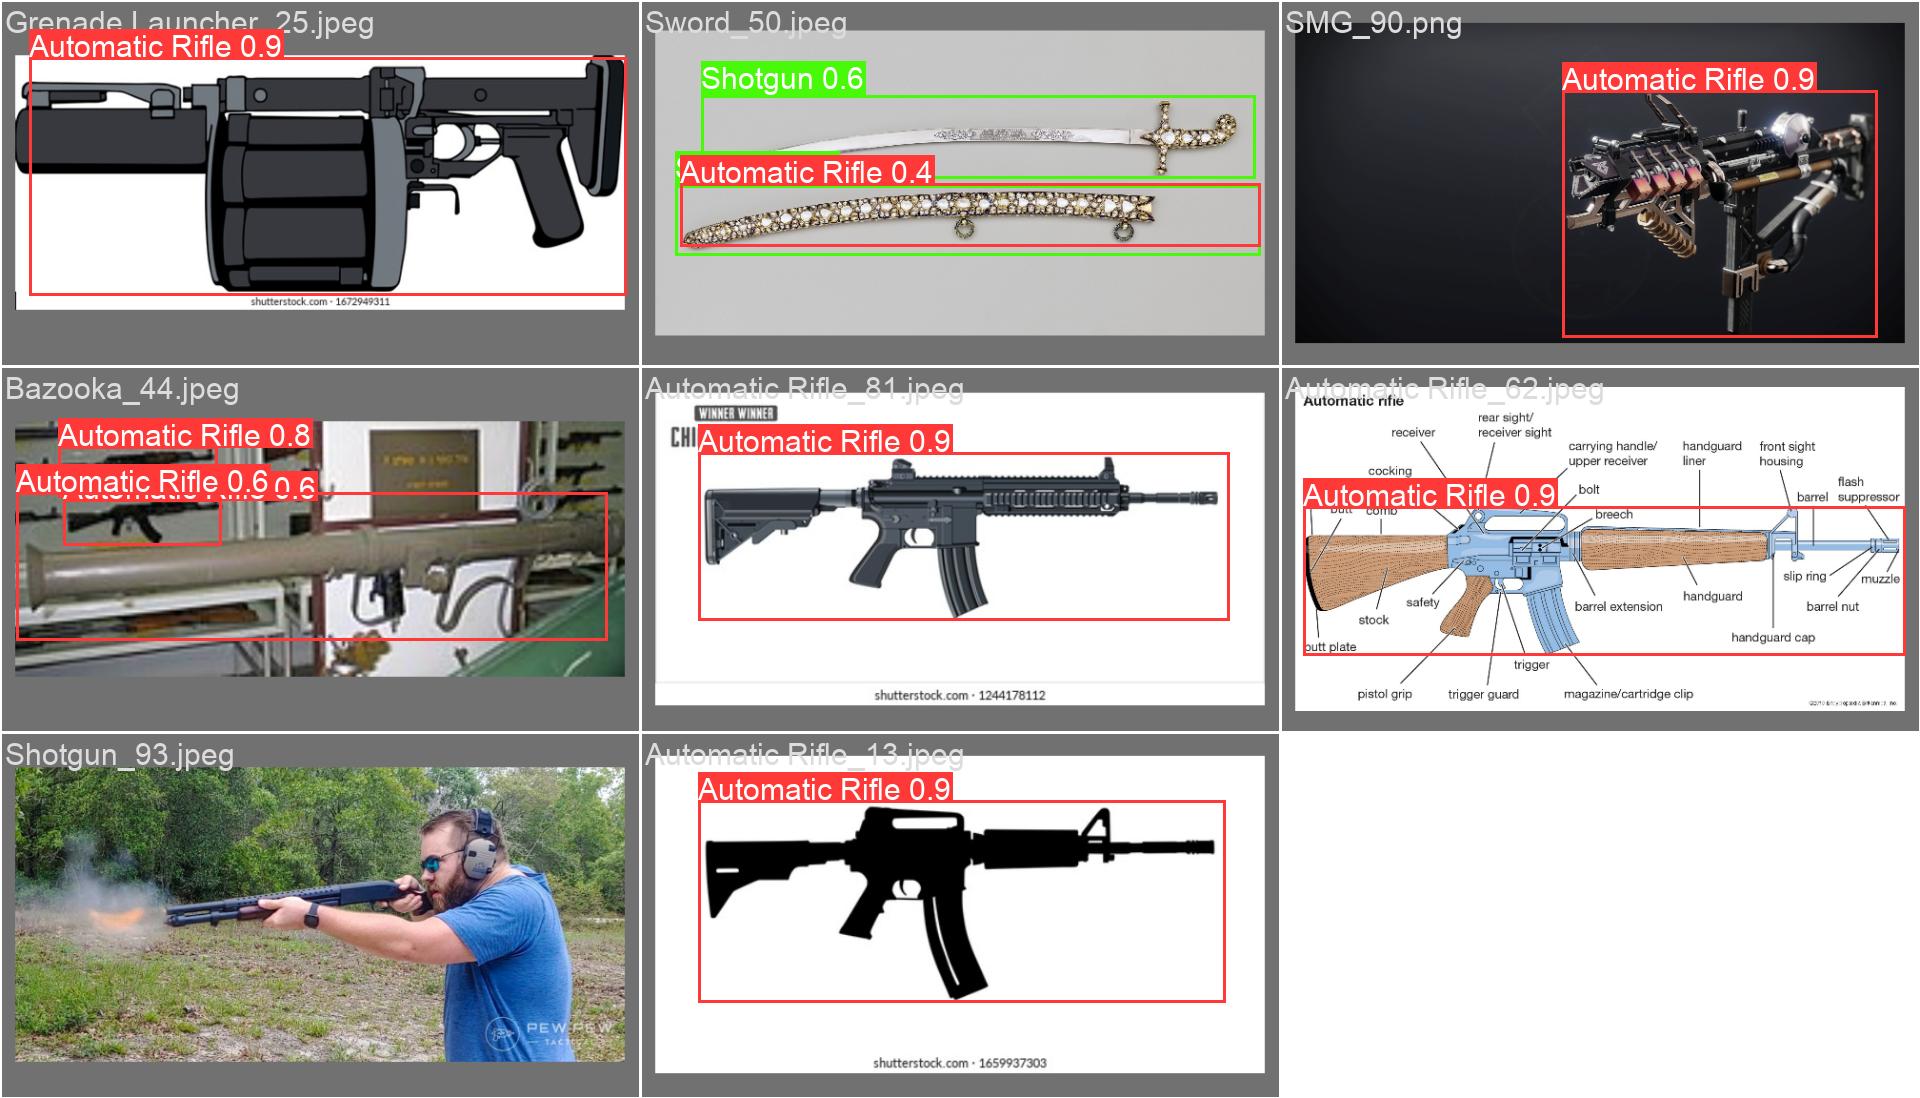 Grenade Launcher_25.jpeg
Automatic Rifle 0.9
shutterstock.com · 1672949311
Sword_50.jpeg
Shotgun 0.6
Automatic Rifle 0.4
SMG_90.png
Automatic Rifle 0.9
Bazooka_44.jpeg
Automatic Rifle 0.8
Automatic Rifle 0.6
Automatic Rifle 0.6
Automatic Rifle_81.jpeg
WINNER WINNER
CHI
Automatic Rifle 0.9
shutterstock.com · 1244178112
Automatic Rifle_62.jpeg
Automatic rifle
rear sight/
receiver sight
receiver
carrying handle/
upper receiver
handguard
liner
front sight
housing
cocking
bolt
flash
suppressor
barrel
Automatic Rifle 0.9
butt
comb
breech
slip ring
muzzle
safety
barrel extension
handguard
barrel nut
stock
handguard cap
butt plate
trigger
pistol grip
trigger guard
magazine/cartridge clip
Shotgun_93.jpeg
PEW PEW
Automatic Rifle_13.jpeg
Automatic Rifle 0.9
shutterstock.com · 1659937303